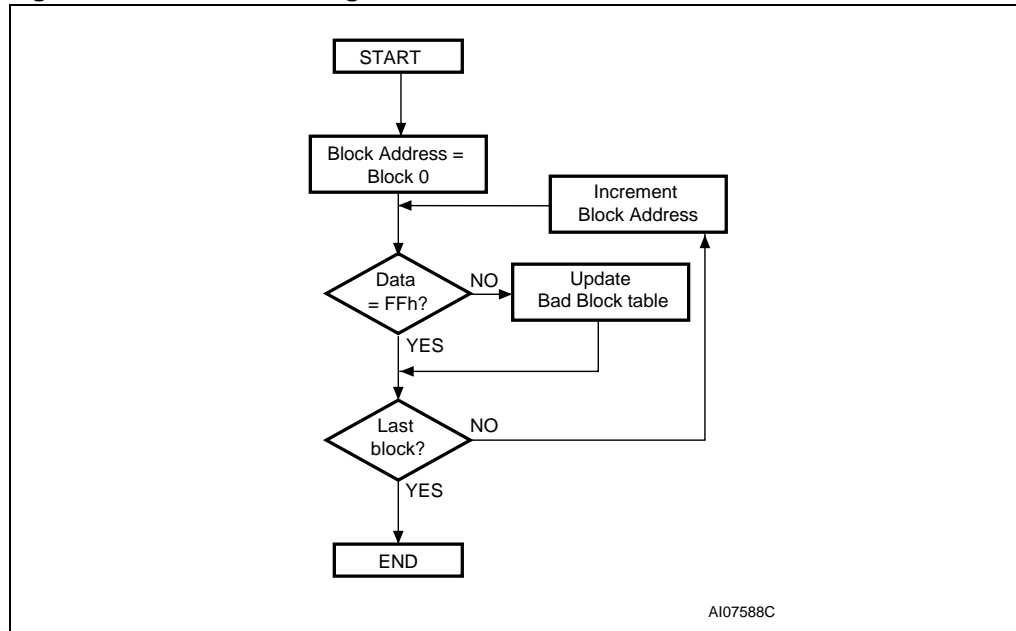 START
Block Address =
Block 0
Increment
Block Address
Data
= FFh?
NO
Update
Bad Block table
YES
Last
block?
NO
YES
END
AI07588C